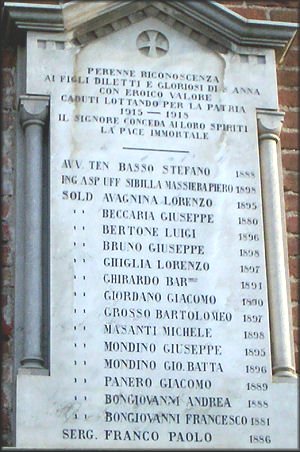 PERENNE RICONOSCENZA
AI FIGLI DILETTI E GLORIOSI DI S. ANNA
CON EROICO VALORE
CADUTI LOTTANDO PER LA PATRIA
1915 — 1918
IL SIGNORE CONCEDA AI LORO SPIRITI
LA PACE IMMORTALE
AVV. TEN BASSO STEFANO 1888
ING ASP UFF SIBILLA MASSIERA PIERO 1898
SOLD AVAGNINA LORENZO 1895
" BECCARIA GIUSEPPE 1880
" BERTONE LUIGI 1896
" BRUNO GIUSEPPE 1898
" GHIGLIA LORENZO 1897
" GHIRARDO BAR.meo 1891
" GIORDANO GIACOMO 1890
" GROSSO BARTOLOMEO 1897
" MASANTI MICHELE 1898
" MONDINO GIUSEPPE 1895
" MONDINO GIO. BATTA 1896
" PANERO GIACOMO 1889
" BONGIOVANNI ANDREA 1888
" BONGIOVANNI FRANCESCO 1881
SERG. FRANCO PAOLO 1886